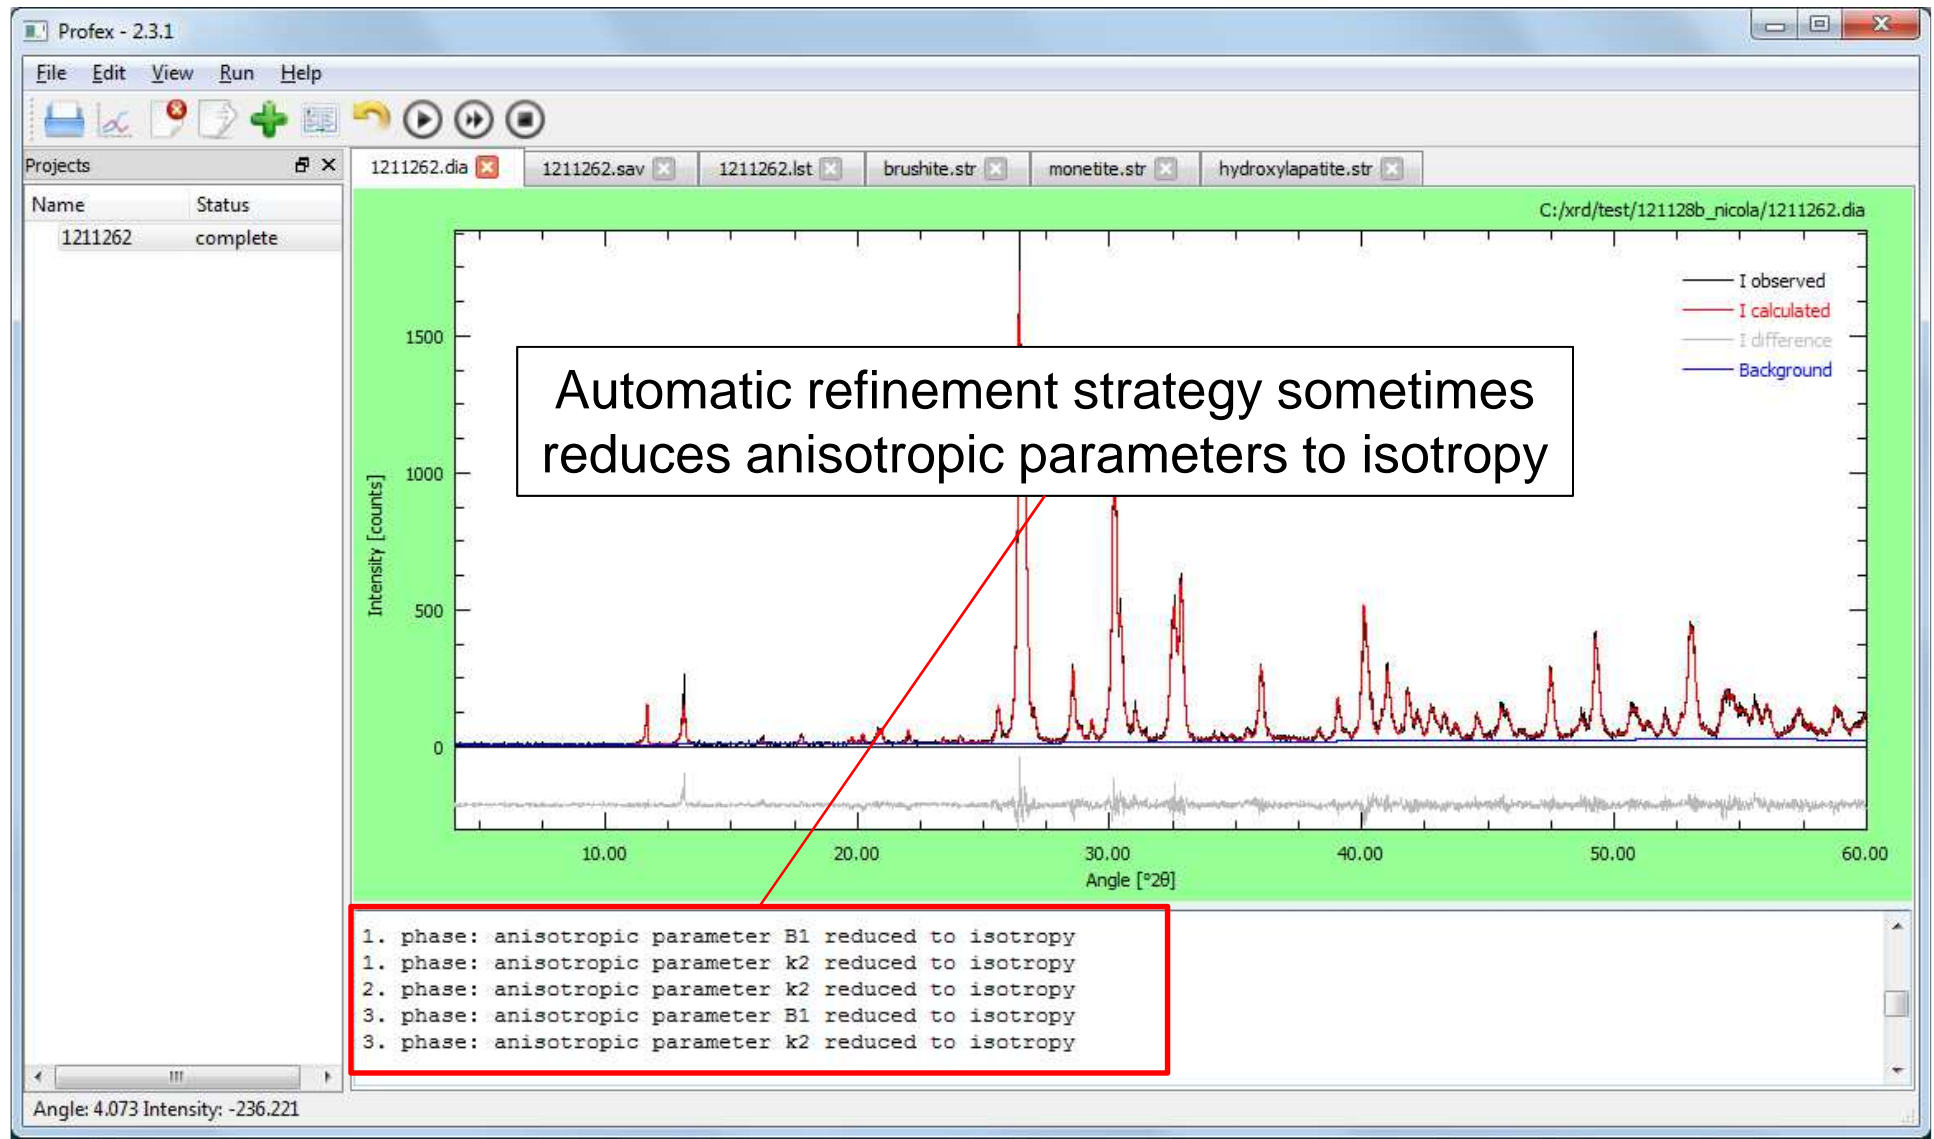 Profex - 2.3.1
File Edit View Run Help
Projects
Name Status
1211262 complete
1211262.dia 1211262.sav 1211262.lst brushite.str monetite.str hydroxylapatite.str
C:/xrd/test/121128b_nicola/1211262.dia
I observed
I calculated
I difference
Background
Automatic refinement strategy sometimes
reduces anisotropic parameters to isotropy
1500
1000
500
0
Intensity [counts]
10.00 20.00 30.00 40.00 50.00 60.00
Angle [°2θ]
1. phase: anisotropic parameter B1 reduced to isotropy
1. phase: anisotropic parameter k2 reduced to isotropy
2. phase: anisotropic parameter k2 reduced to isotropy
3. phase: anisotropic parameter B1 reduced to isotropy
3. phase: anisotropic parameter k2 reduced to isotropy
Angle: 4.073 Intensity: -236.221